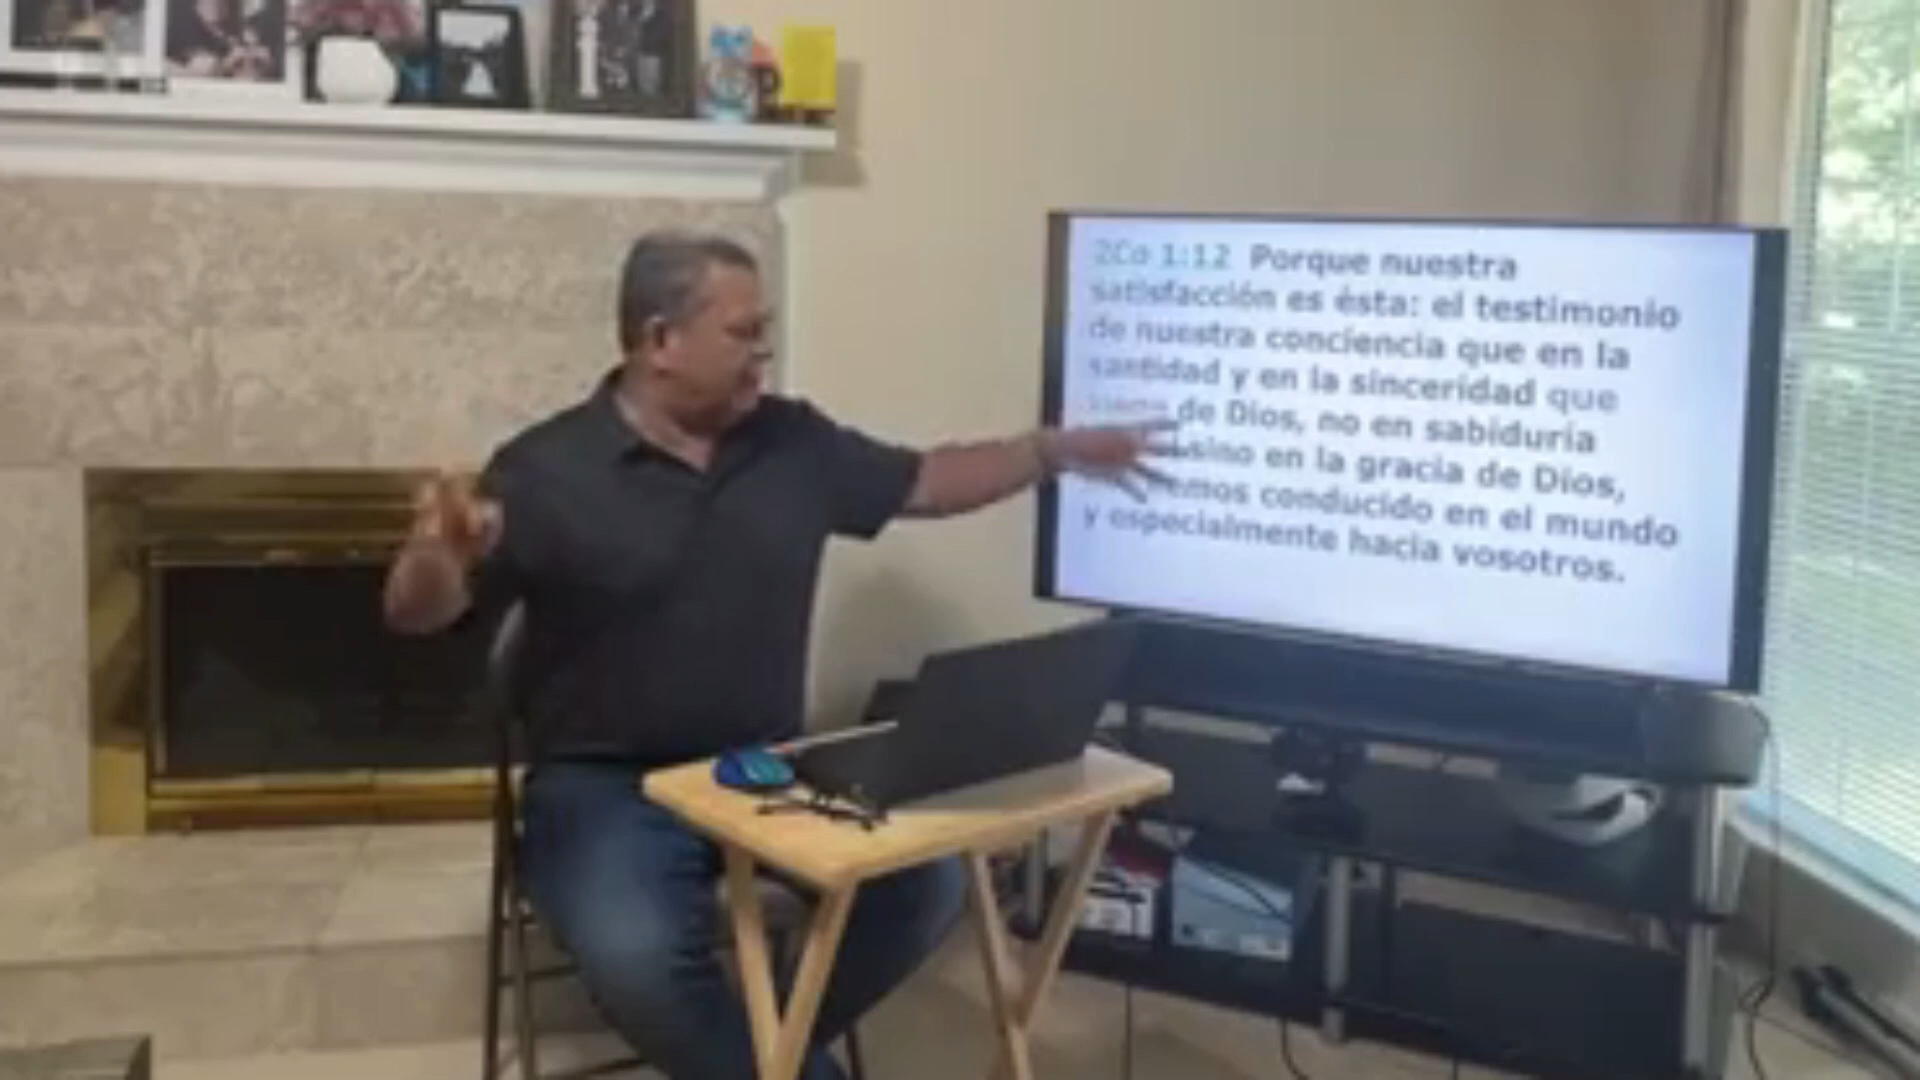 2Co 1:12 Porque nuestra
satisfacción es ésta: el testimonio
de nuestra conciencia que en la
santidad y en la sinceridad que
de Dios, no en sabiduría
sino en la gracia de Dios,
conducido en el mundo
y especialmente hacia vosotros.